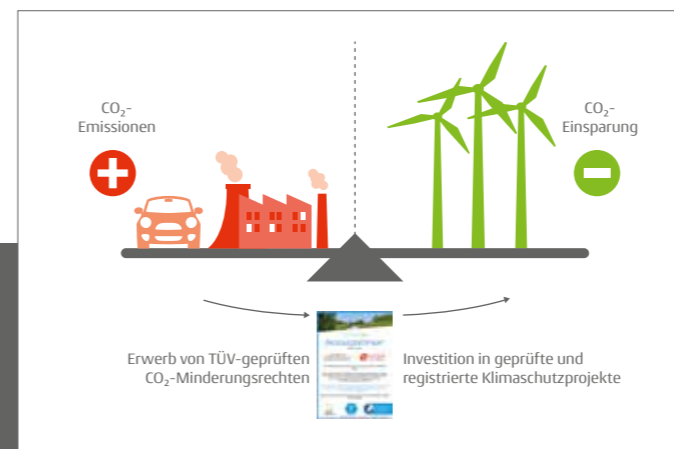 CO₂-
Emissionen
CO₂-
Einsparung
Erwerb von TÜV-geprüften
CO₂-Minderungsrechten
Investition in geprüfte und
registrierte Klimaschutzprojekte